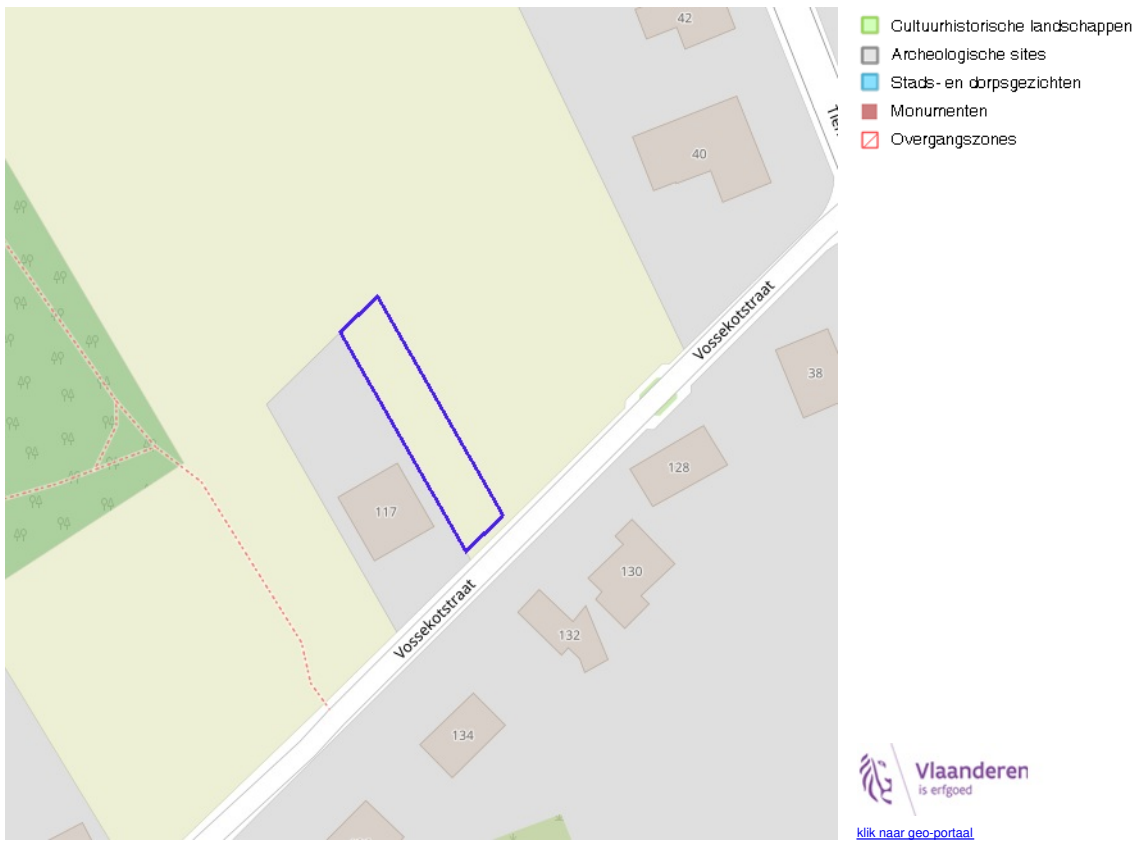 42
Cultuurhistorische landschappen
Archeologische sites
Stads- en dorpsgezichten
Monumenten
Overgangszones
40
Vossekotstraat
38
128
117
130
Vossekotstraat
132
134
Vlaanderen
is erfgoed
klik naar geo-portaal